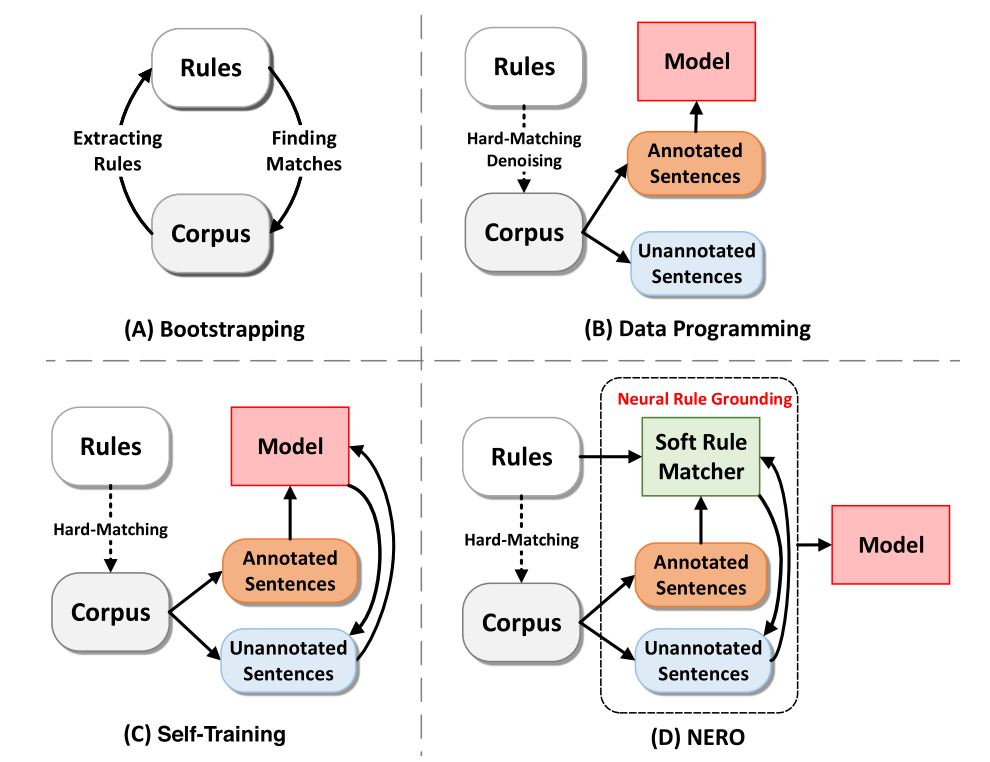 Rules
Extracting
Rules
Finding
Matches
Corpus
(A) Bootstrapping
Rules
Hard-Matching
Denoising
Corpus
Model
Annotated
Sentences
Unannotated
Sentences
(B) Data Programming
Rules
Hard-Matching
Corpus
Model
Annotated
Sentences
Unannotated
Sentences
(C) Self-Training
Neural Rule Grounding
Rules
Hard-Matching
Corpus
Soft Rule
Matcher
Annotated
Sentences
Unannotated
Sentences
Model
(D) NERO